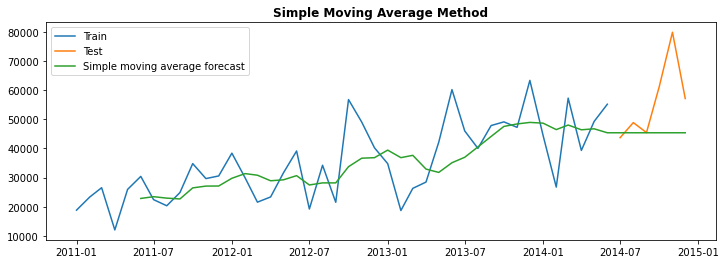 Simple Moving Average Method
Train
Test
Simple moving average forecast
80000
70000
60000
50000
40000
30000
20000
10000
2011-01 2011-07 2012-01 2012-07 2013-01 2013-07 2014-01 2014-07 2015-01